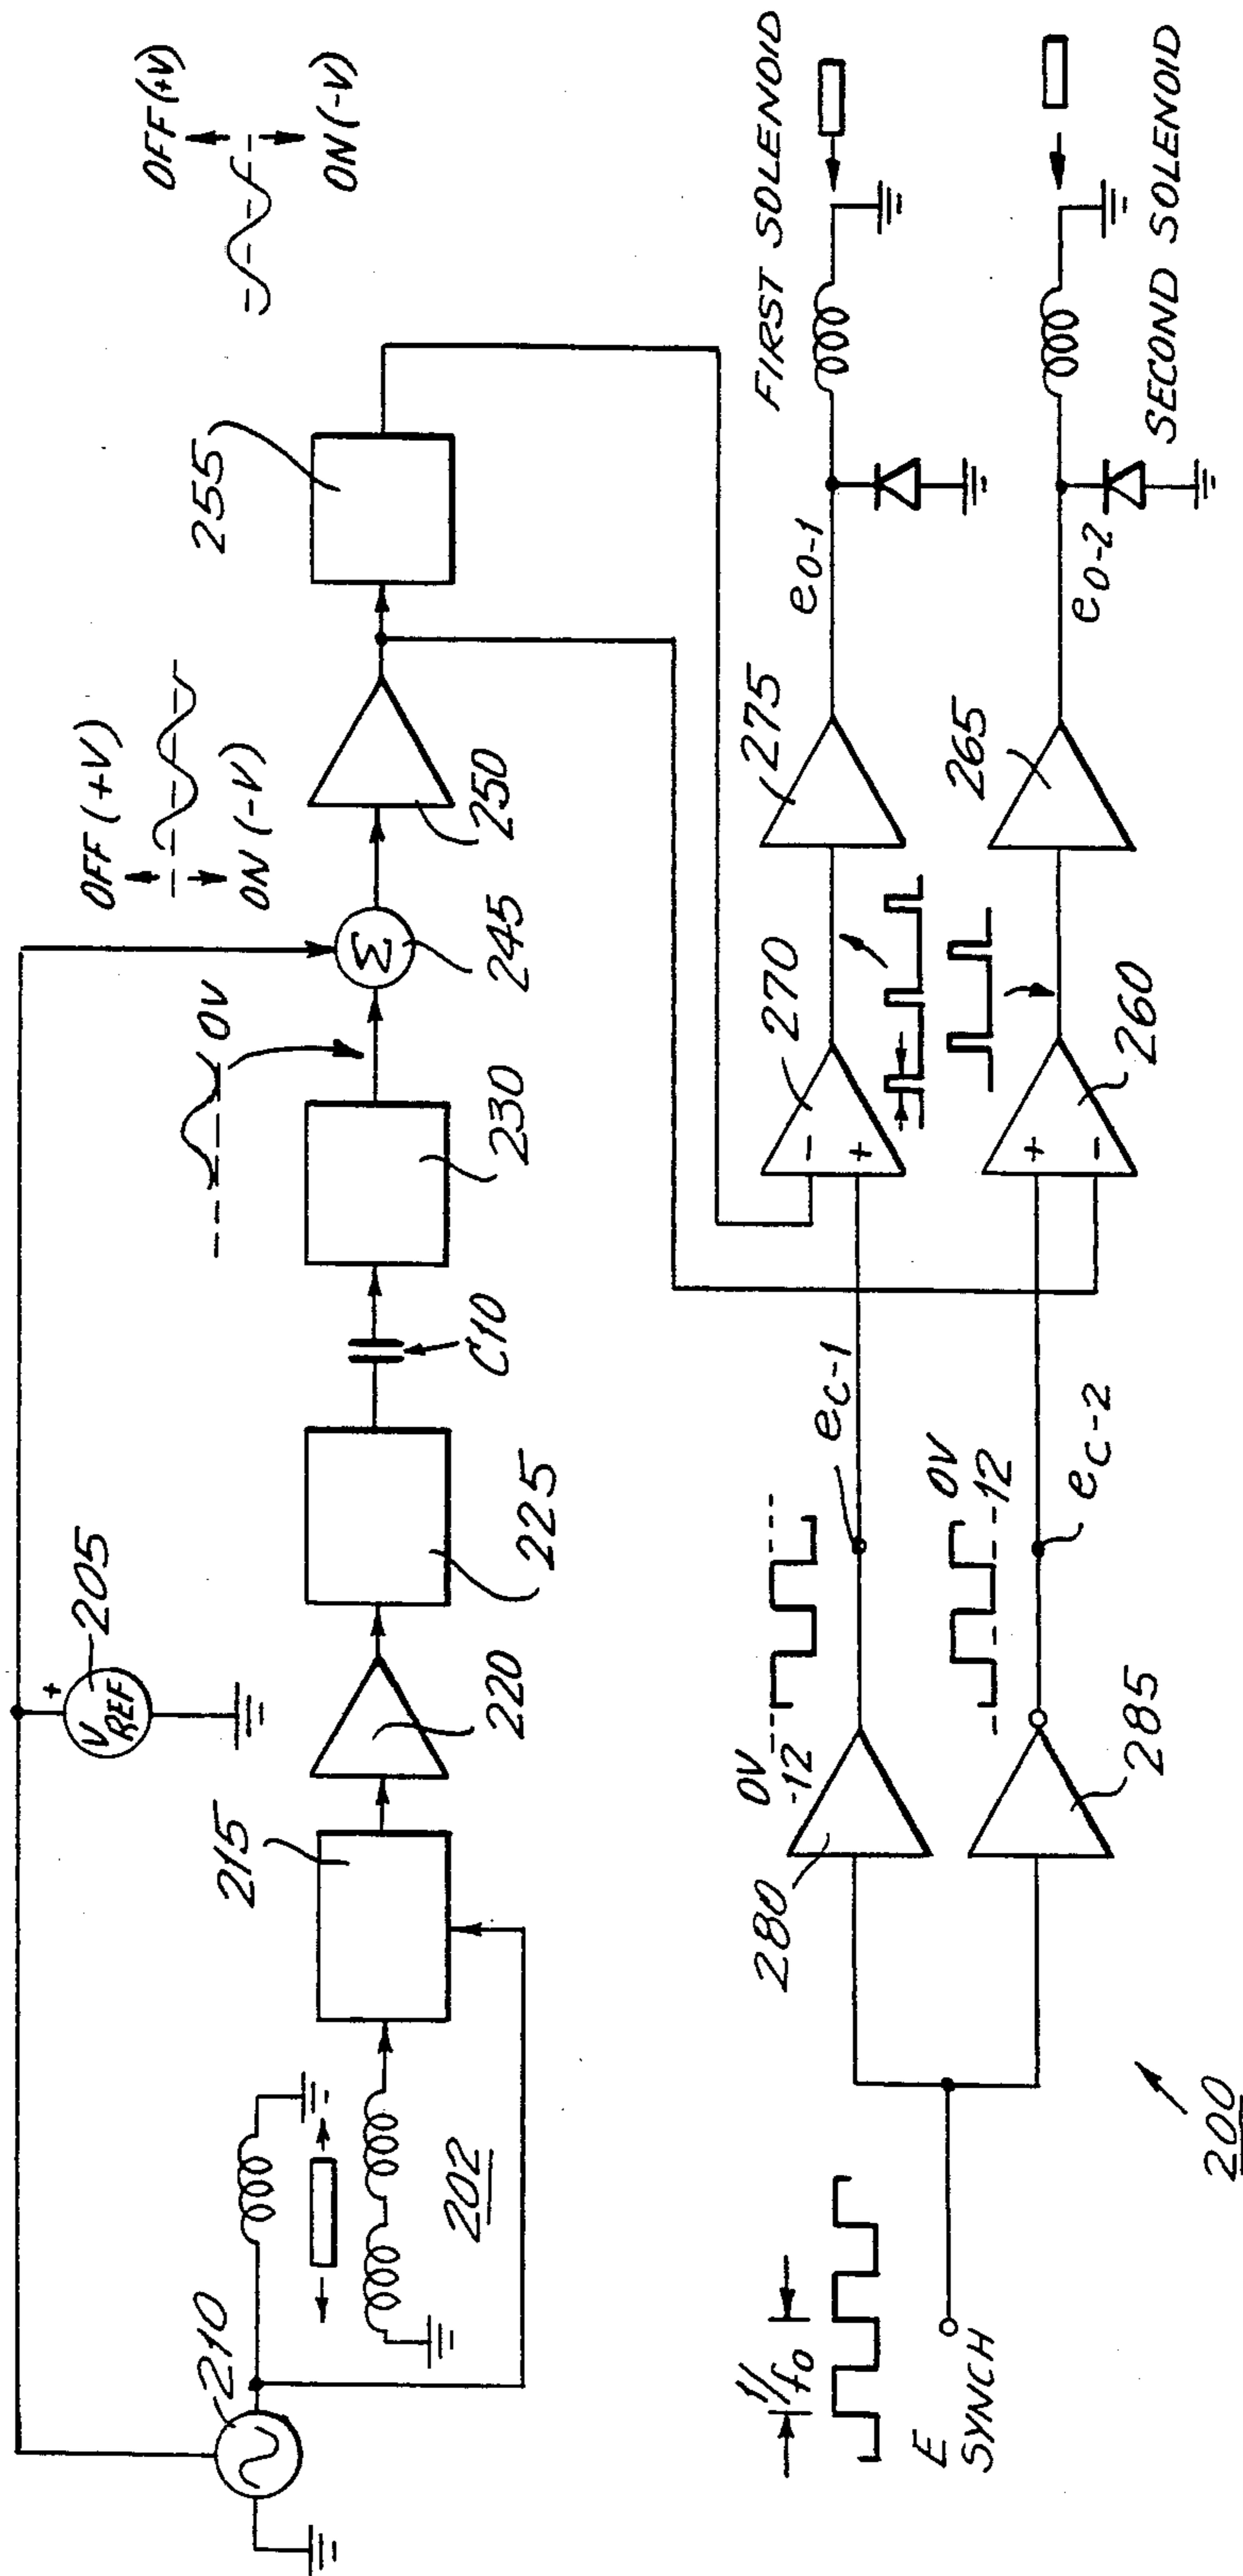 OFF (+V)
ON (-V)
OFF (+V)
ON (-V)
0V
VREF
+
205
210
202
215
220
225
C10
230
Σ
245
250
255
E
SYNCH
1/f0
280
285
0V
-12
0V
-12
eC-1
eC-2
-
+
270
+
-
260
275
265
eO-1
eO-2
FIRST SOLENOID
SECOND SOLENOID
200